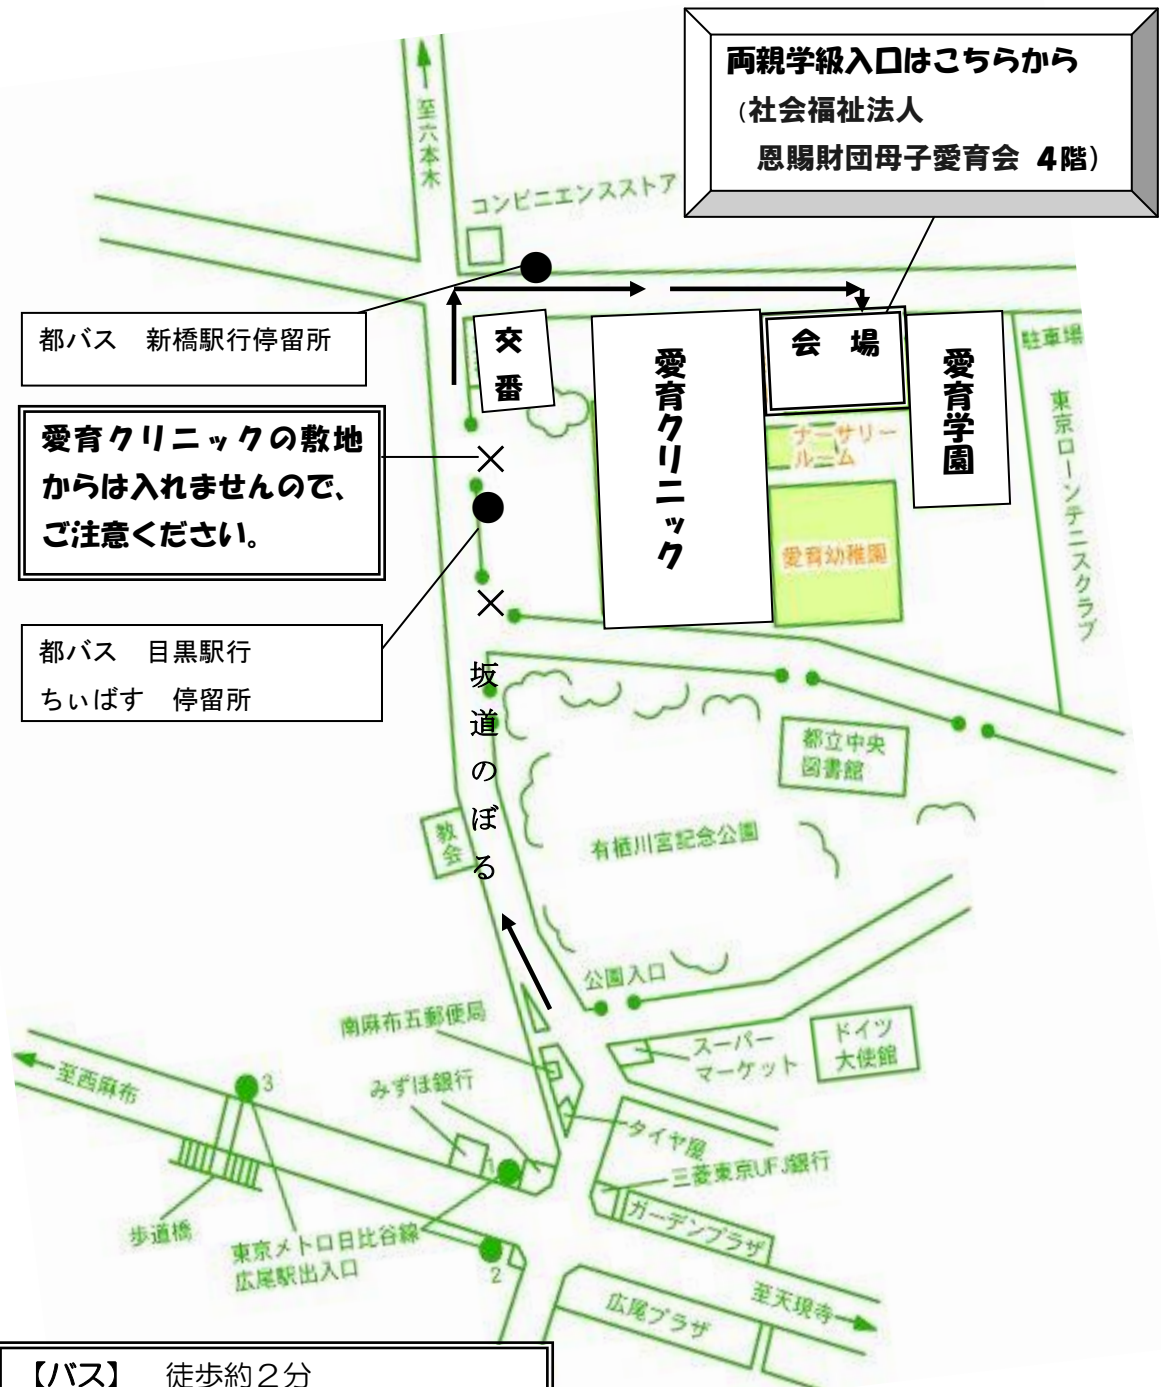 両親学級入口はこちらから
（社会福祉法人
恩賜財団母子愛育会 4階）
至六本木
コンビニエンスストア
都バス　新橋駅行停留所
交番
愛育クリニック
会　場
愛育学園
駐車場
東京ローンテニスクラブ
ナーサリー
ルーム
愛育幼稚園
愛育クリニックの敷地
からは入れませんので、
ご注意ください。
都バス　目黒駅行
ちぃばす　停留所
坂道のぼる
都立中央
図書館
教会
有栖川宮記念公園
公園入口
南麻布五郵便局
スーパー
マーケット
ドイツ
大使館
至西麻布
3
みずほ銀行
タイヤ屋
1
三菱東京UFJ銀行
歩道橋
東京メトロ日比谷線
広尾駅出入口
2
ガーデンプラザ
広尾プラザ
至天現寺
【バス】　徒歩約２分